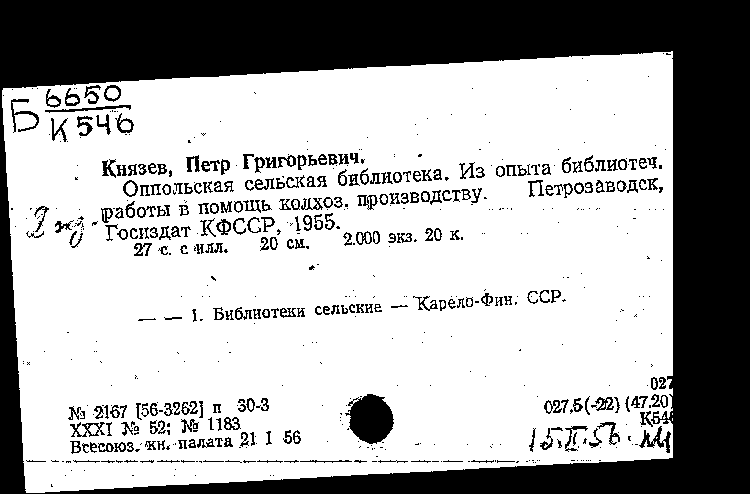 Б 6650
К546
Князев, Петр Григорьевич.
Оппольская сельская библиотека. Из опыта библиотеч.
работы в помощь колхоз. производству. Петрозаводск,
2 экз
Госиздат КФССР, 1955.
27 с. с илл. 20 см. 2.000 экз. 20 к.
— — 1. Библиотеки сельские — Карело-Фин. ССР.
027
№ 2167 [56-3262] п 30-3
027.5(-22) (47.20)
XXXI № 52; № 1183
К546
Всесоюз. кн. палата 21 I 56
15.II.56.